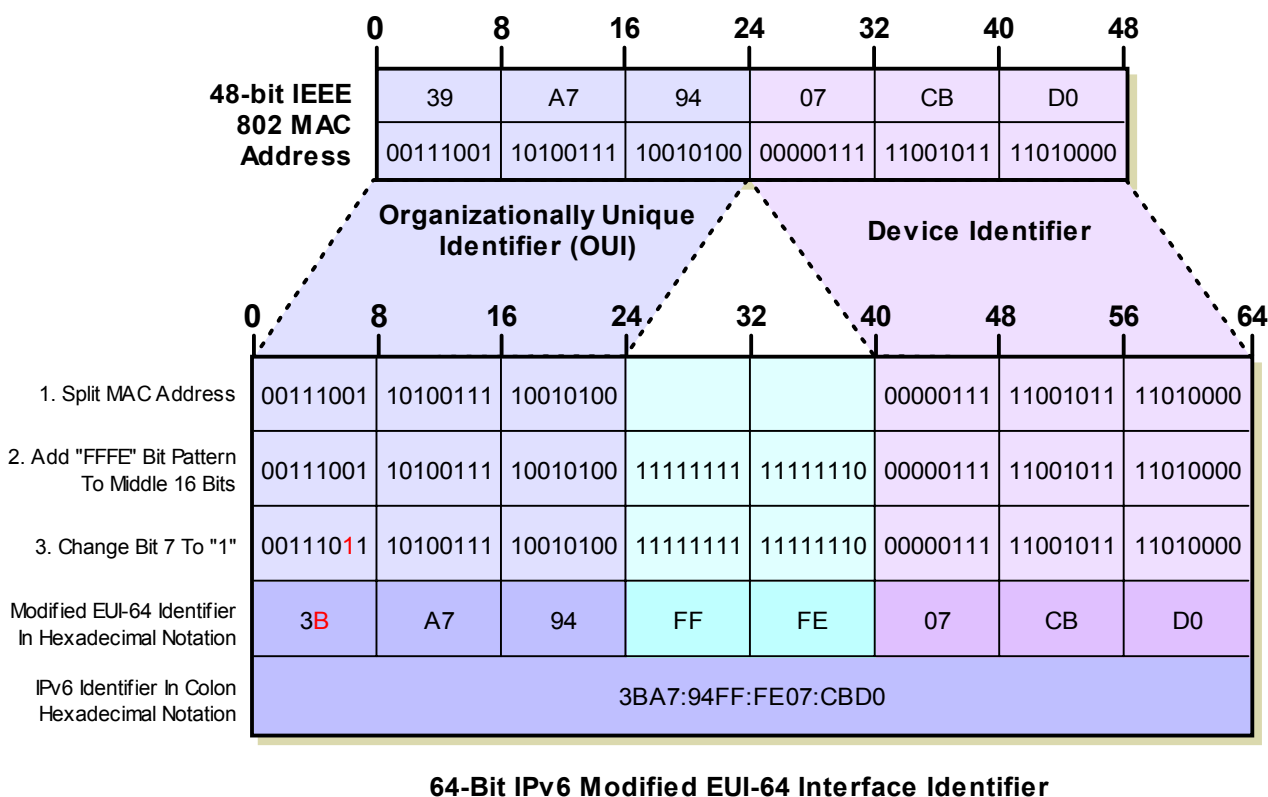 0 8 16 24 32 40 48
48-bit IEEE
802 MAC
Address
39 A7 94 07 CB D0
00111001 10100111 10010100 00000111 11001011 11010000
Organizationally Unique
Identifier (OUI)
Device Identifier
0 8 16 24 32 40 48 56 64
1. Split MAC Address
00111001 10100111 10010100 00000111 11001011 11010000
2. Add "FFFE" Bit Pattern
To Middle 16 Bits
00111001 10100111 10010100 11111111 11111110 00000111 11001011 11010000
3. Change Bit 7 To "1"
00111011 10100111 10010100 11111111 11111110 00000111 11001011 11010000
Modified EUI-64 Identifier
In Hexadecimal Notation
3B A7 94 FF FE 07 CB D0
IPv6 Identifier In Colon
Hexadecimal Notation
3BA7:94FF:FE07:CBD0
64-Bit IPv6 Modified EUI-64 Interface Identifier